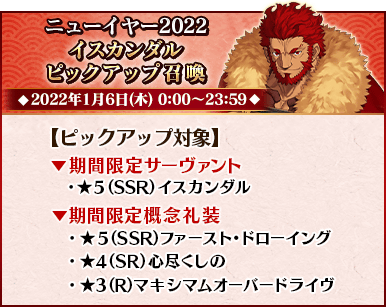 ニューイヤー2022
イスカンダル
ピックアップ召喚
◆2022年1月6日(木) 0:00～23:59◆
【ピックアップ対象】
▼期間限定サーヴァント
・★5(SSR)イスカンダル
▼期間限定概念礼装
・★5(SSR)ファースト・ドローイング
・★4(SR)心尽くしの
・★3(R)マキシマムオーバードライヴ